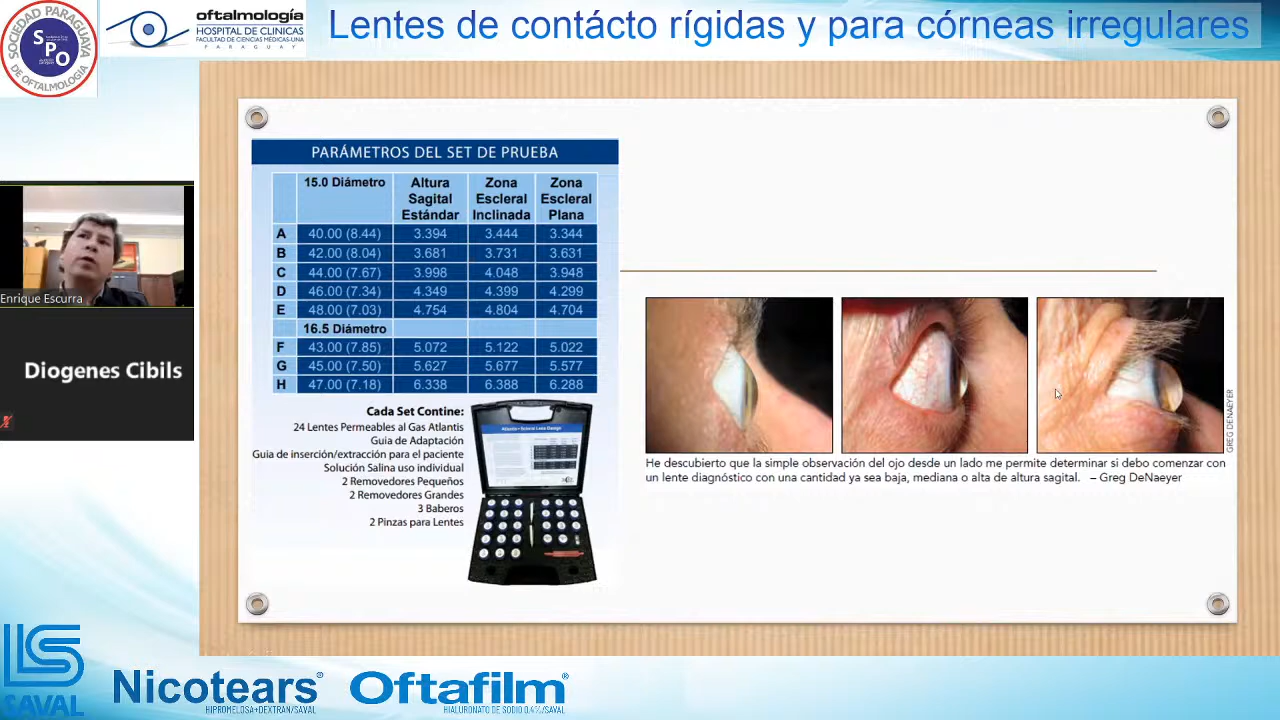 SOCIEDAD PARAGUAYA
SPO
DE OFTALMOLOGÍA
oftalmología
HOSPITAL DE CLINICAS
FACULTAD DE CIENCIAS MÉDICAS-UNA
PARAGUAY
Lentes de contácto rígidas y para córneas irregulares
PARÁMETROS DEL SET DE PRUEBA
15.0 Diámetro Altura Sagital Estándar Zona Escleral Inclinada Zona Escleral Plana
A 40.00 (8.44) 3.394 3.444 3.344
B 42.00 (8.04) 3.681 3.731 3.631
C 44.00 (7.67) 3.998 4.048 3.948
D 46.00 (7.34) 4.349 4.399 4.299
E 48.00 (7.03) 4.754 4.804 4.704
16.5 Diámetro
F 43.00 (7.85) 5.072 5.122 5.022
G 45.00 (7.50) 5.627 5.677 5.577
H 47.00 (7.18) 6.338 6.388 6.288
Cada Set Contine:
24 Lentes Permeables al Gas Atlantis
Guia de Adaptación
Guia de inserción/extracción para el paciente
Solución Salina uso individual
2 Removedores Pequeños
2 Removedores Grandes
3 Baberos
2 Pinzas para Lentes
GREG DENAEYER
He descubierto que la simple observación del ojo desde un lado me permite determinar si debo comenzar con
un lente diagnóstico con una cantidad ya sea baja, mediana o alta de altura sagital. – Greg DeNaeyer
Enrique Escurra
Diogenes Cibils
LS
SAVAL
Nicotears®
HIPROMELOSA+DEXTRAN/SAVAL
Oftafilm®
HIALURONATO DE SODIO 0.4%/SAVAL